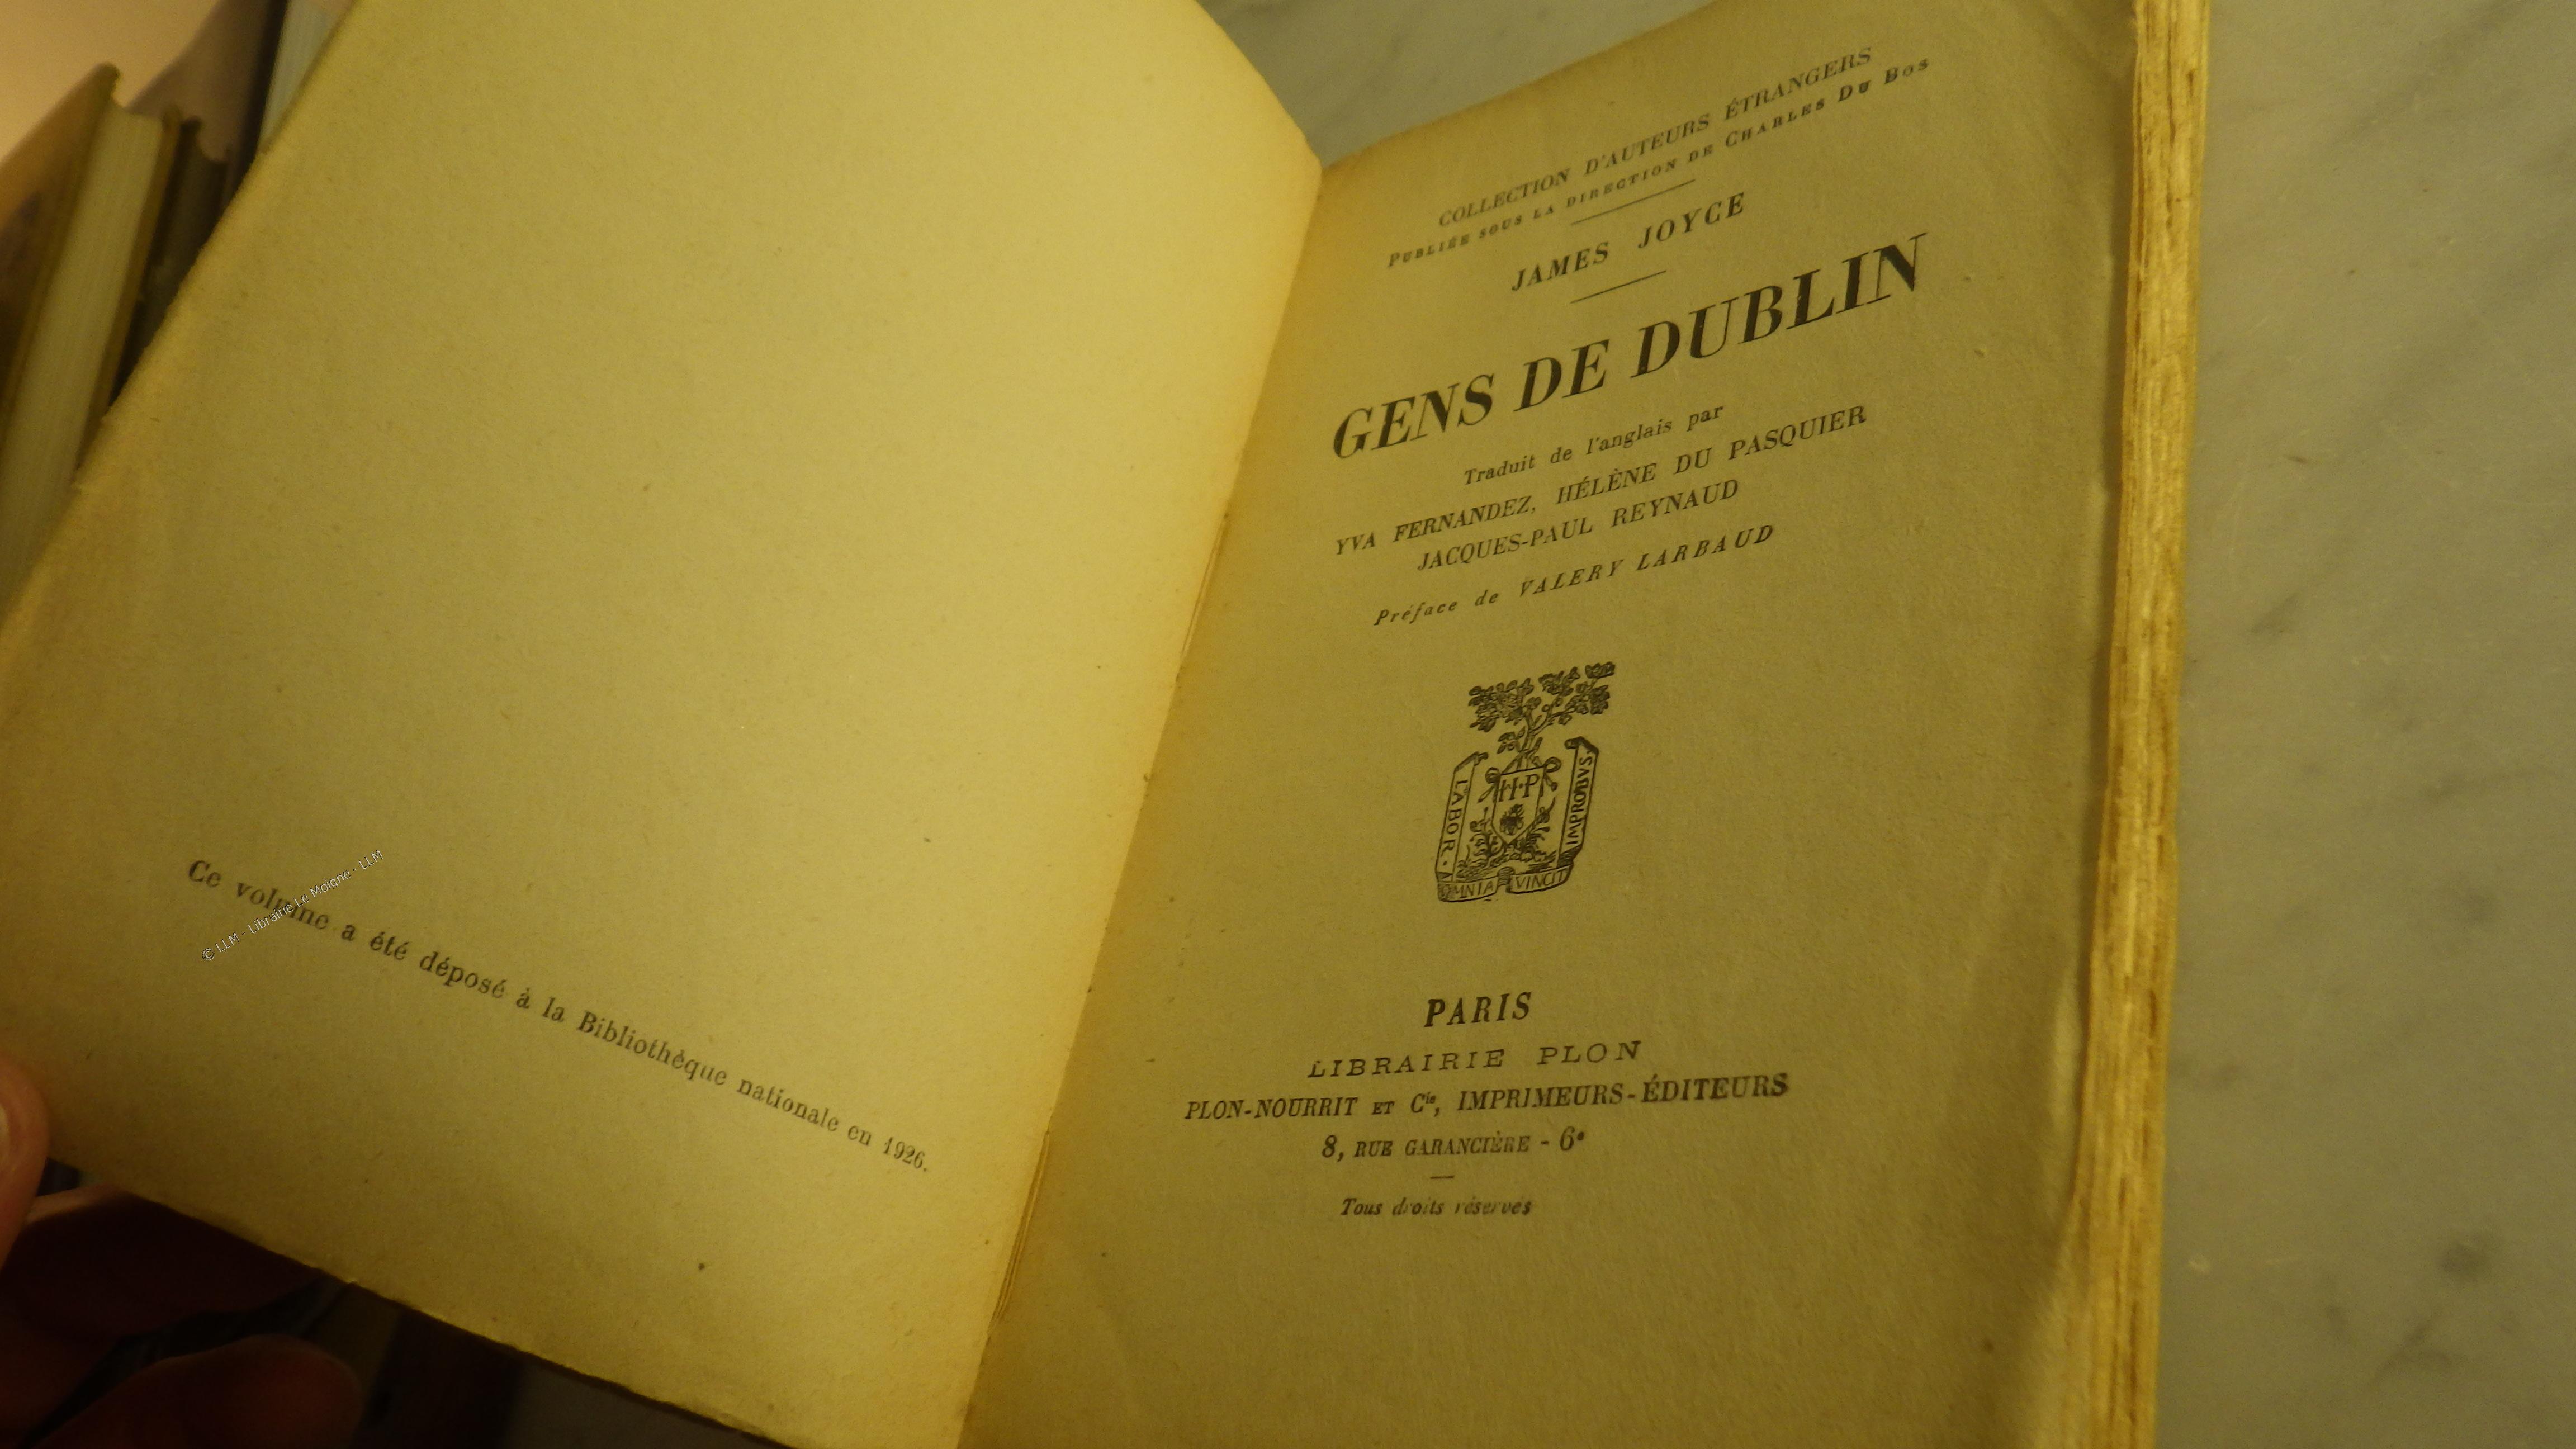 Ce volume a été déposé à la Bibliothèque nationale en 1926.
© LLM - Librairie Le Moigne - LLM
COLLECTION D'AUTEURS ÉTRANGERS
PUBLIÉE SOUS LA DIRECTION DE CHARLES DU BOS
JAMES JOYCE
GENS DE DUBLIN
Traduit de l'anglais par
YVA FERNANDEZ, HÉLÈNE DU PASQUIER
JACQUES-PAUL REYNAUD
Préface de VALERY LARBAUD
H·P
LABOR·
IMPROBVS·
OMNIA VINCIT
PARIS
LIBRAIRIE PLON
PLON-NOURRIT ET Cie, IMPRIMEURS-ÉDITEURS
8, RUE GARANCIÈRE - 6e
Tous droits réservés